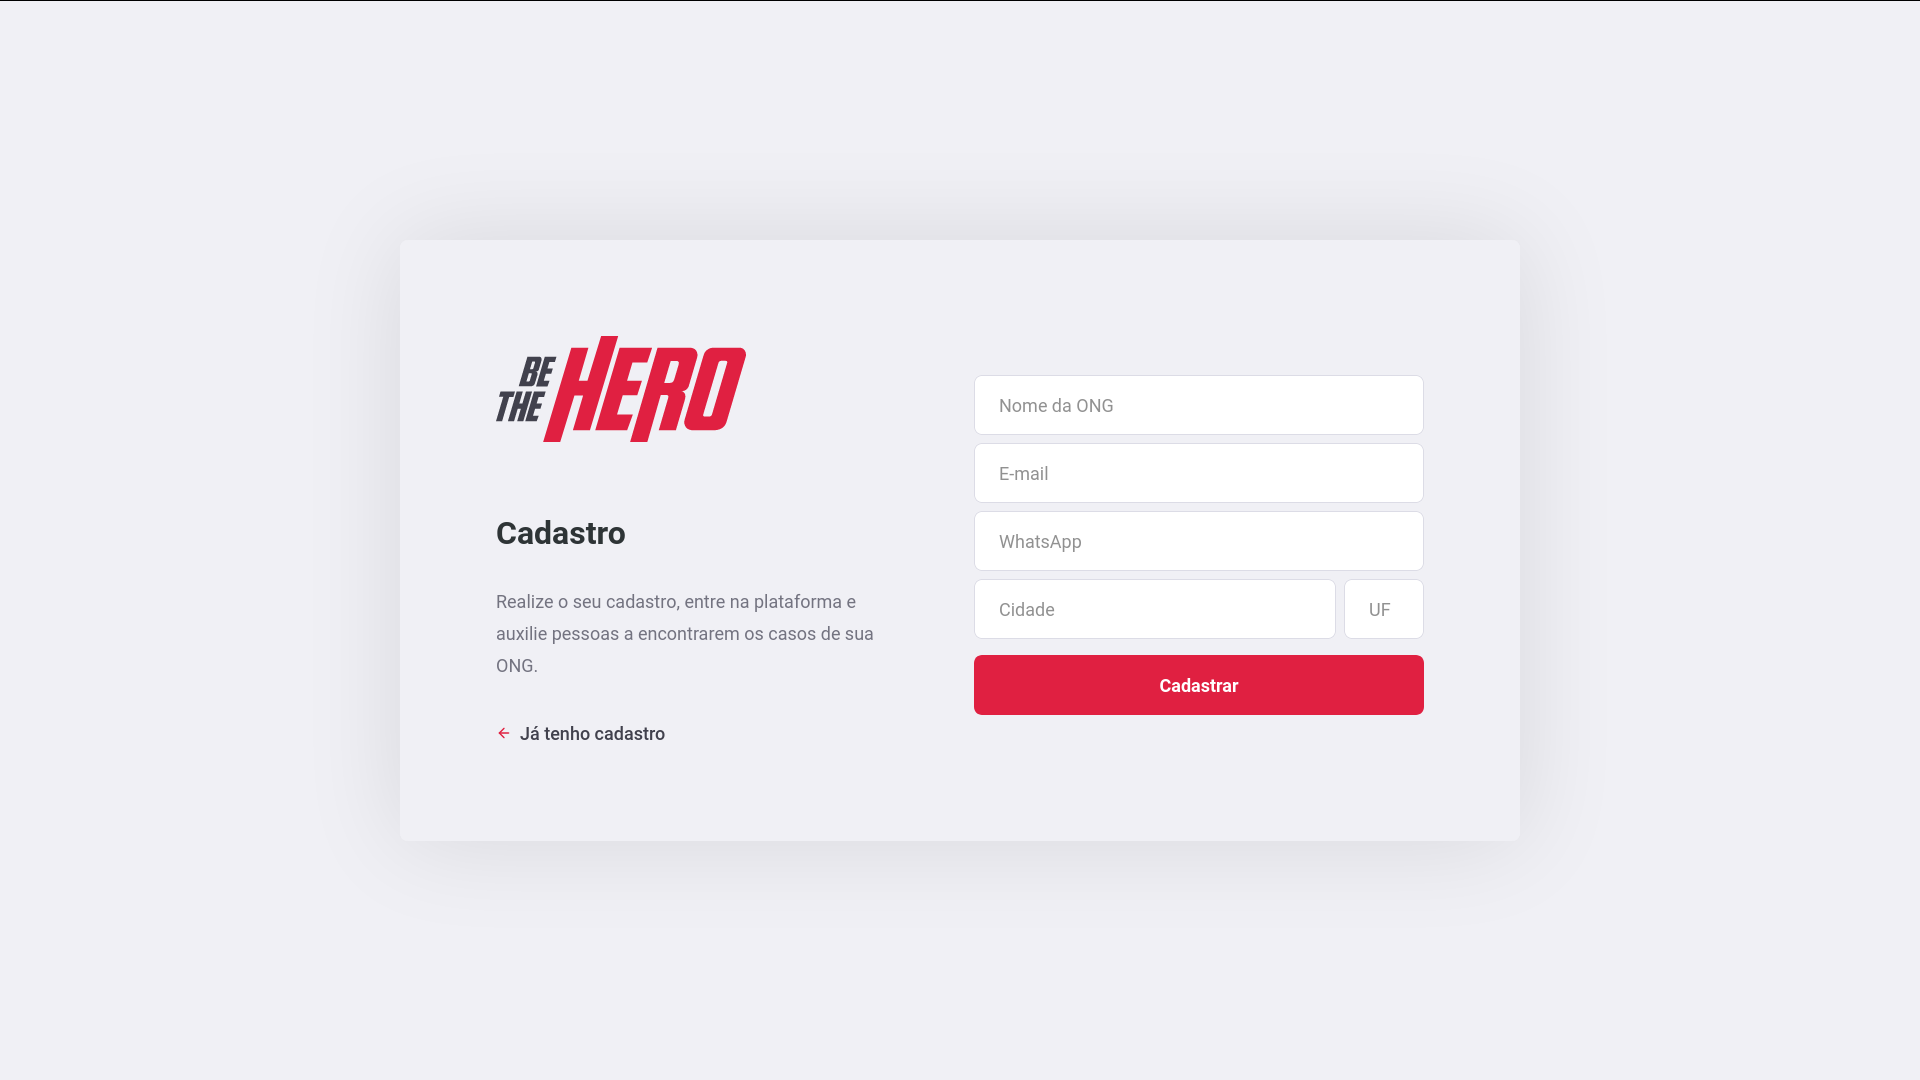 BE
THE
HERO
Cadastro
Realize o seu cadastro, entre na plataforma e
auxilie pessoas a encontrarem os casos de sua
ONG.
Já tenho cadastro
Nome da ONG
E-mail
WhatsApp
Cidade
UF
Cadastrar